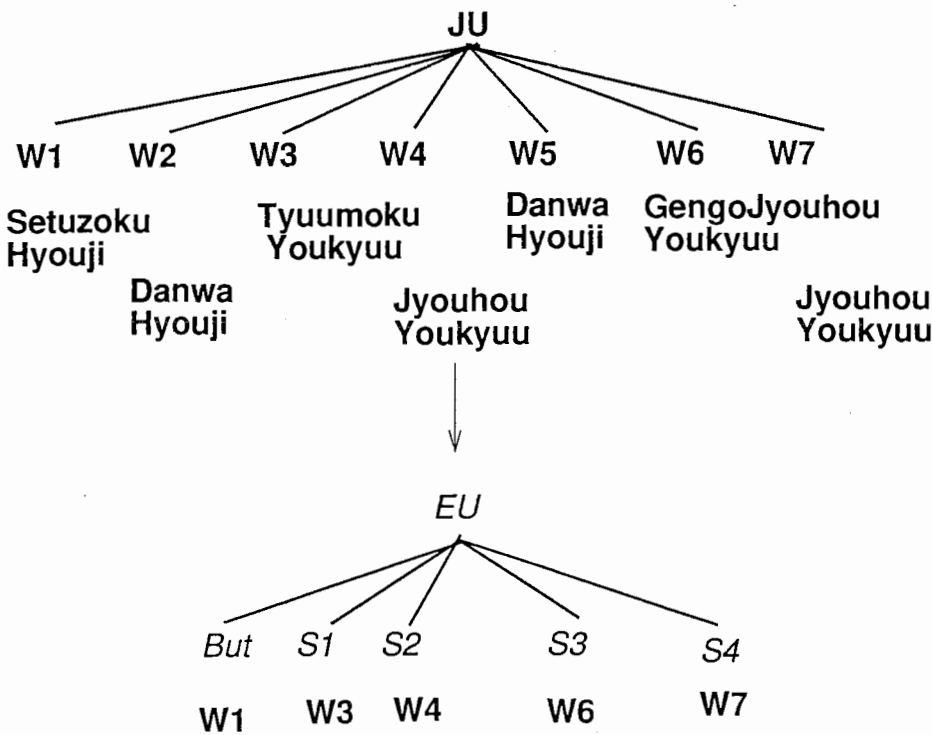 JU
W1 W2 W3 W4 W5 W6 W7
Setuzoku
Hyouji
Danwa
Hyouji
Tyuumoku
Youkyuu
Jyouhou
Youkyuu
Danwa
Hyouji
GengoJyouhou
Youkyuu
Jyouhou
Youkyuu
EU
But S1 S2 S3 S4
W1 W3 W4 W6 W7